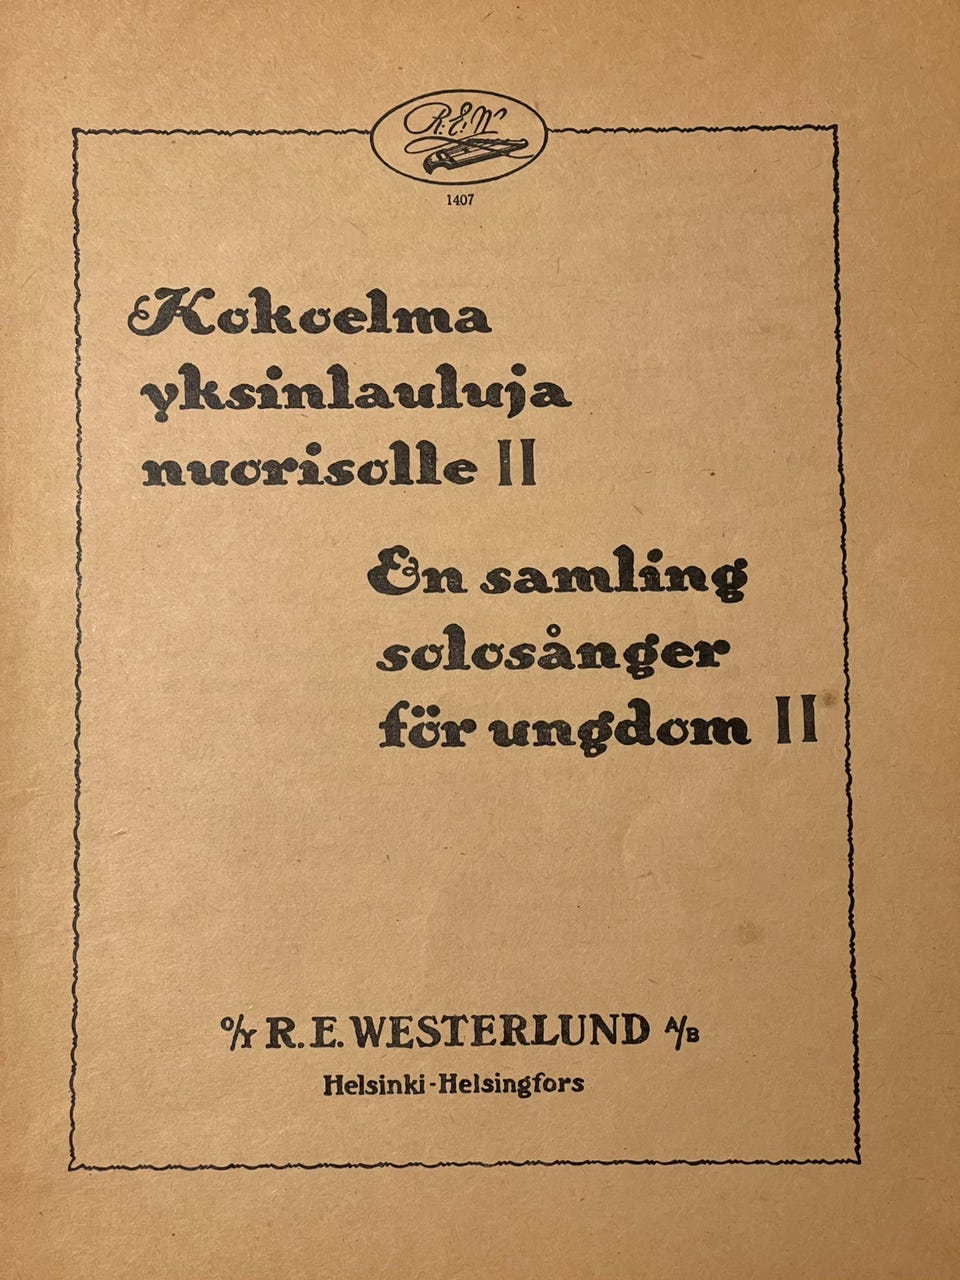 R.E.W
1407
Kokoelma
yksinlauluja
nuorisolle II
En samling
solosånger
för ungdom II
O/Y R. E. WESTERLUND A/B
Helsinki - Helsingfors